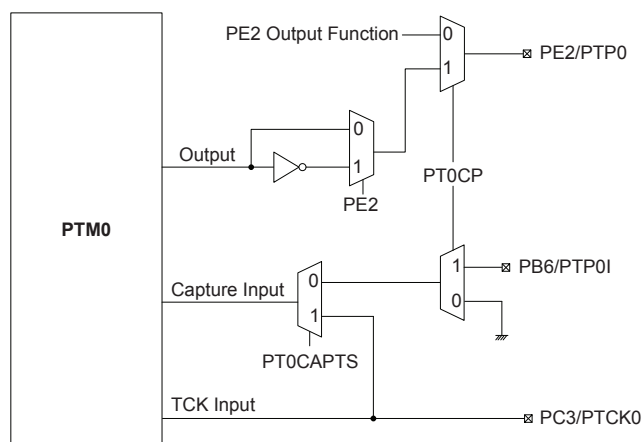 PE2 Output Function
0
1
PE2/PTP0
Output
0
1
PE2
PT0CP
PTM0
Capture Input
0
1
PT0CAPTS
1
0
PB6/PTP0I
TCK Input
PC3/PTCK0